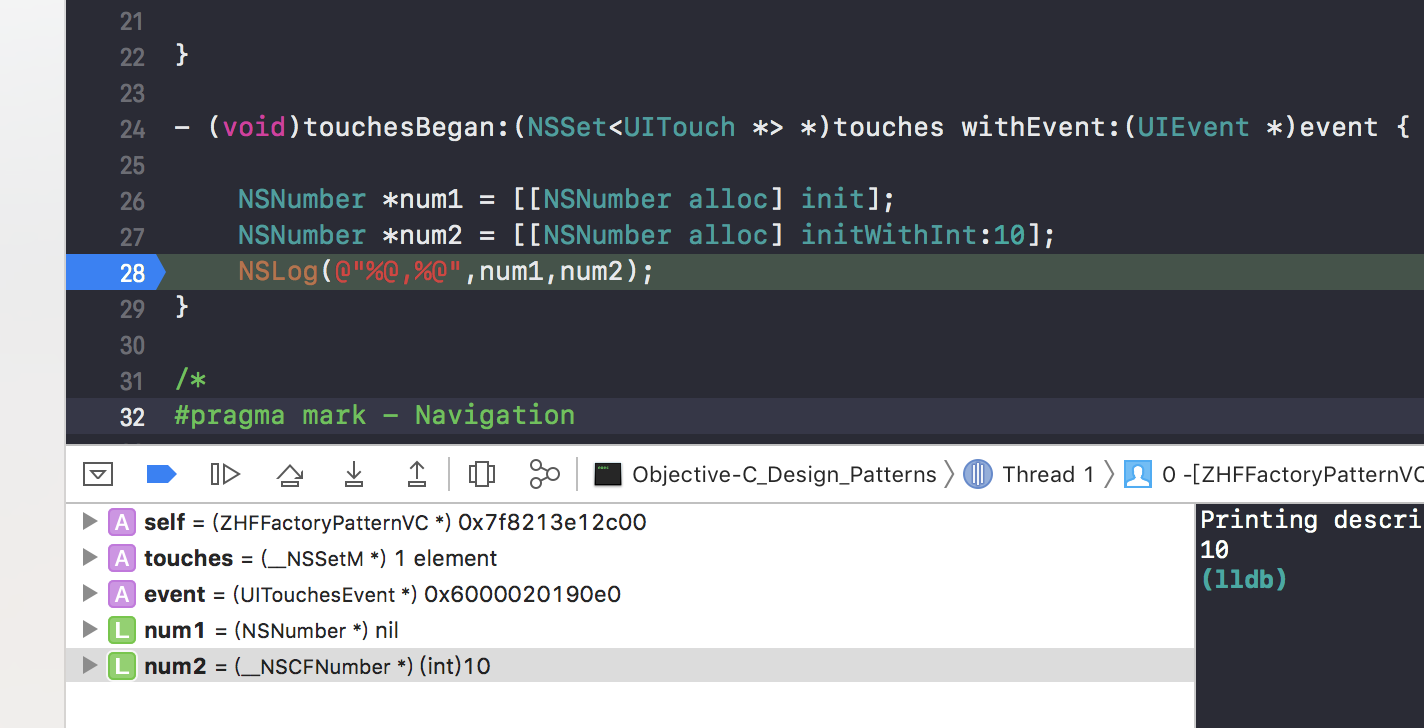 21
22 }
23
24 - (void)touchesBegan:(NSSet<UITouch *> *)touches withEvent:(UIEvent *)event {
25
26 NSNumber *num1 = [[NSNumber alloc] init];
27 NSNumber *num2 = [[NSNumber alloc] initWithInt:10];
28 NSLog(@"%@,%@",num1,num2);
29 }
30
31 /*
32 #pragma mark - Navigation
Objective-C_Design_Patterns Thread 1 0 -[ZHFFactoryPatternVC
A self = (ZHFFactoryPatternVC *) 0x7f8213e12c00
A touches = (__NSSetM *) 1 element
A event = (UITouchesEvent *) 0x6000020190e0
L num1 = (NSNumber *) nil
L num2 = (__NSCFNumber *) (int)10
Printing descri
10
(lldb)